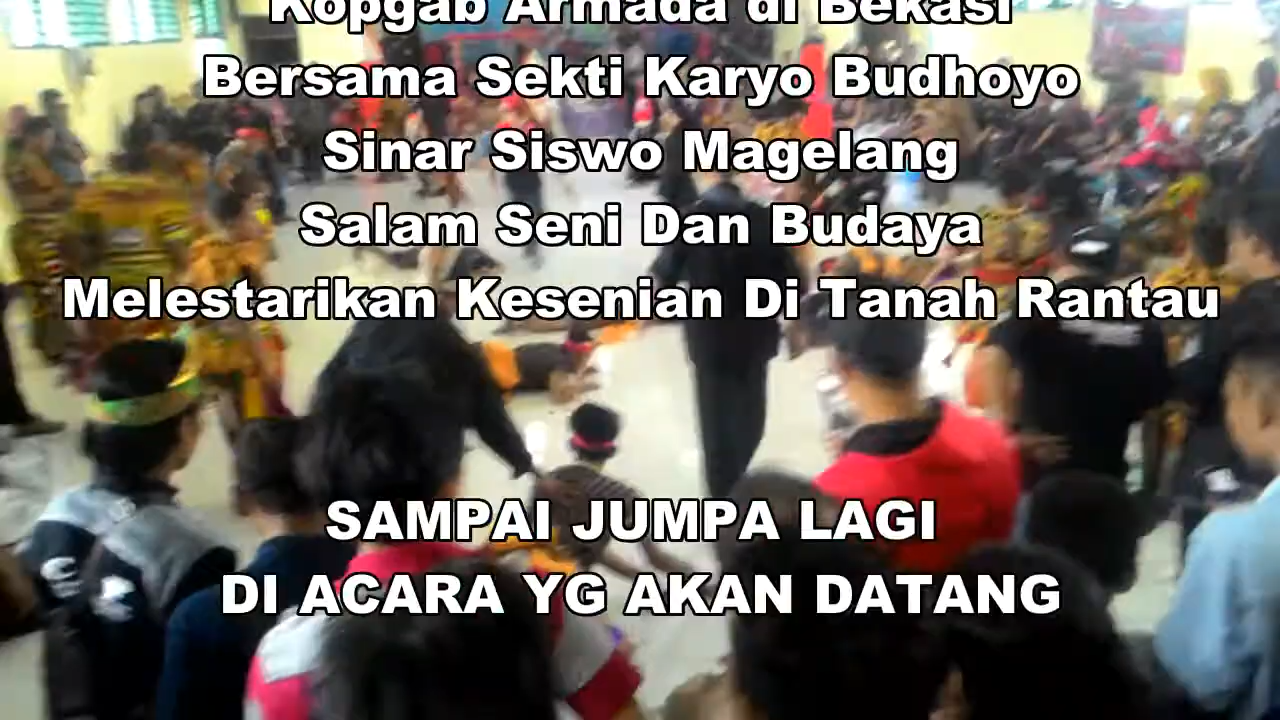 Kopgab Armada di Bekasi
Bersama Sekti Karyo Budhoyo
Sinar Siswo Magelang
Salam Seni Dan Budaya
Melestarikan Kesenian Di Tanah Rantau
SAMPAI JUMPA LAGI
DI ACARA YG AKAN DATANG